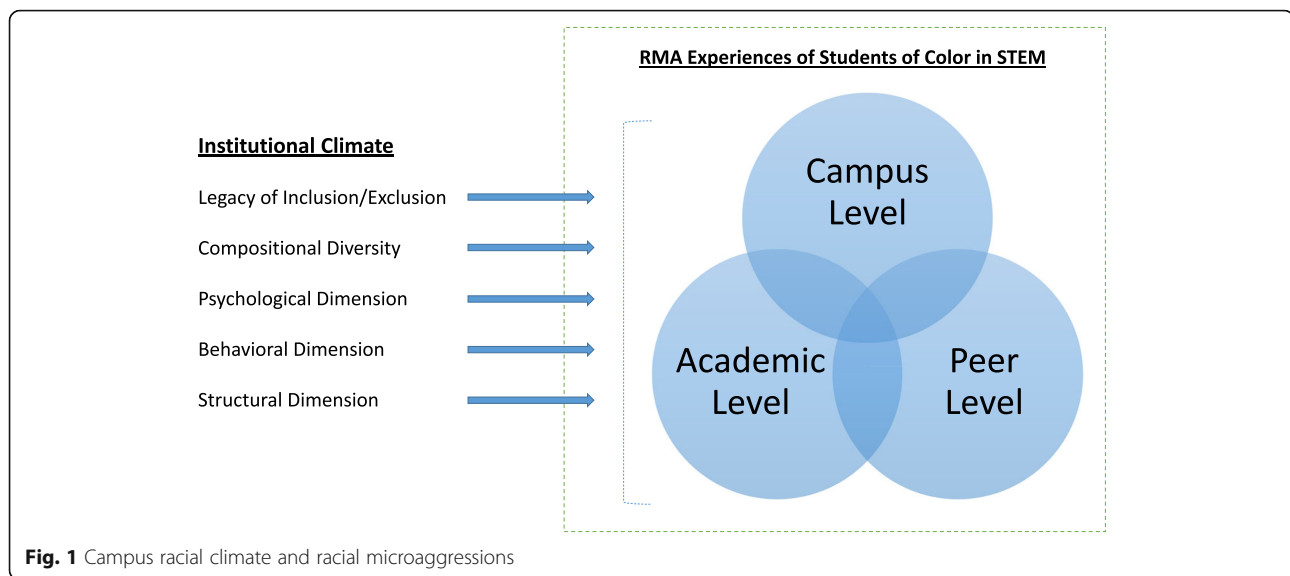 RMA Experiences of Students of Color in STEM
Institutional Climate
Legacy of Inclusion/Exclusion
Compositional Diversity
Psychological Dimension
Behavioral Dimension
Structural Dimension
Campus
Level
Academic
Level
Peer
Level
Fig. 1 Campus racial climate and racial microaggressions